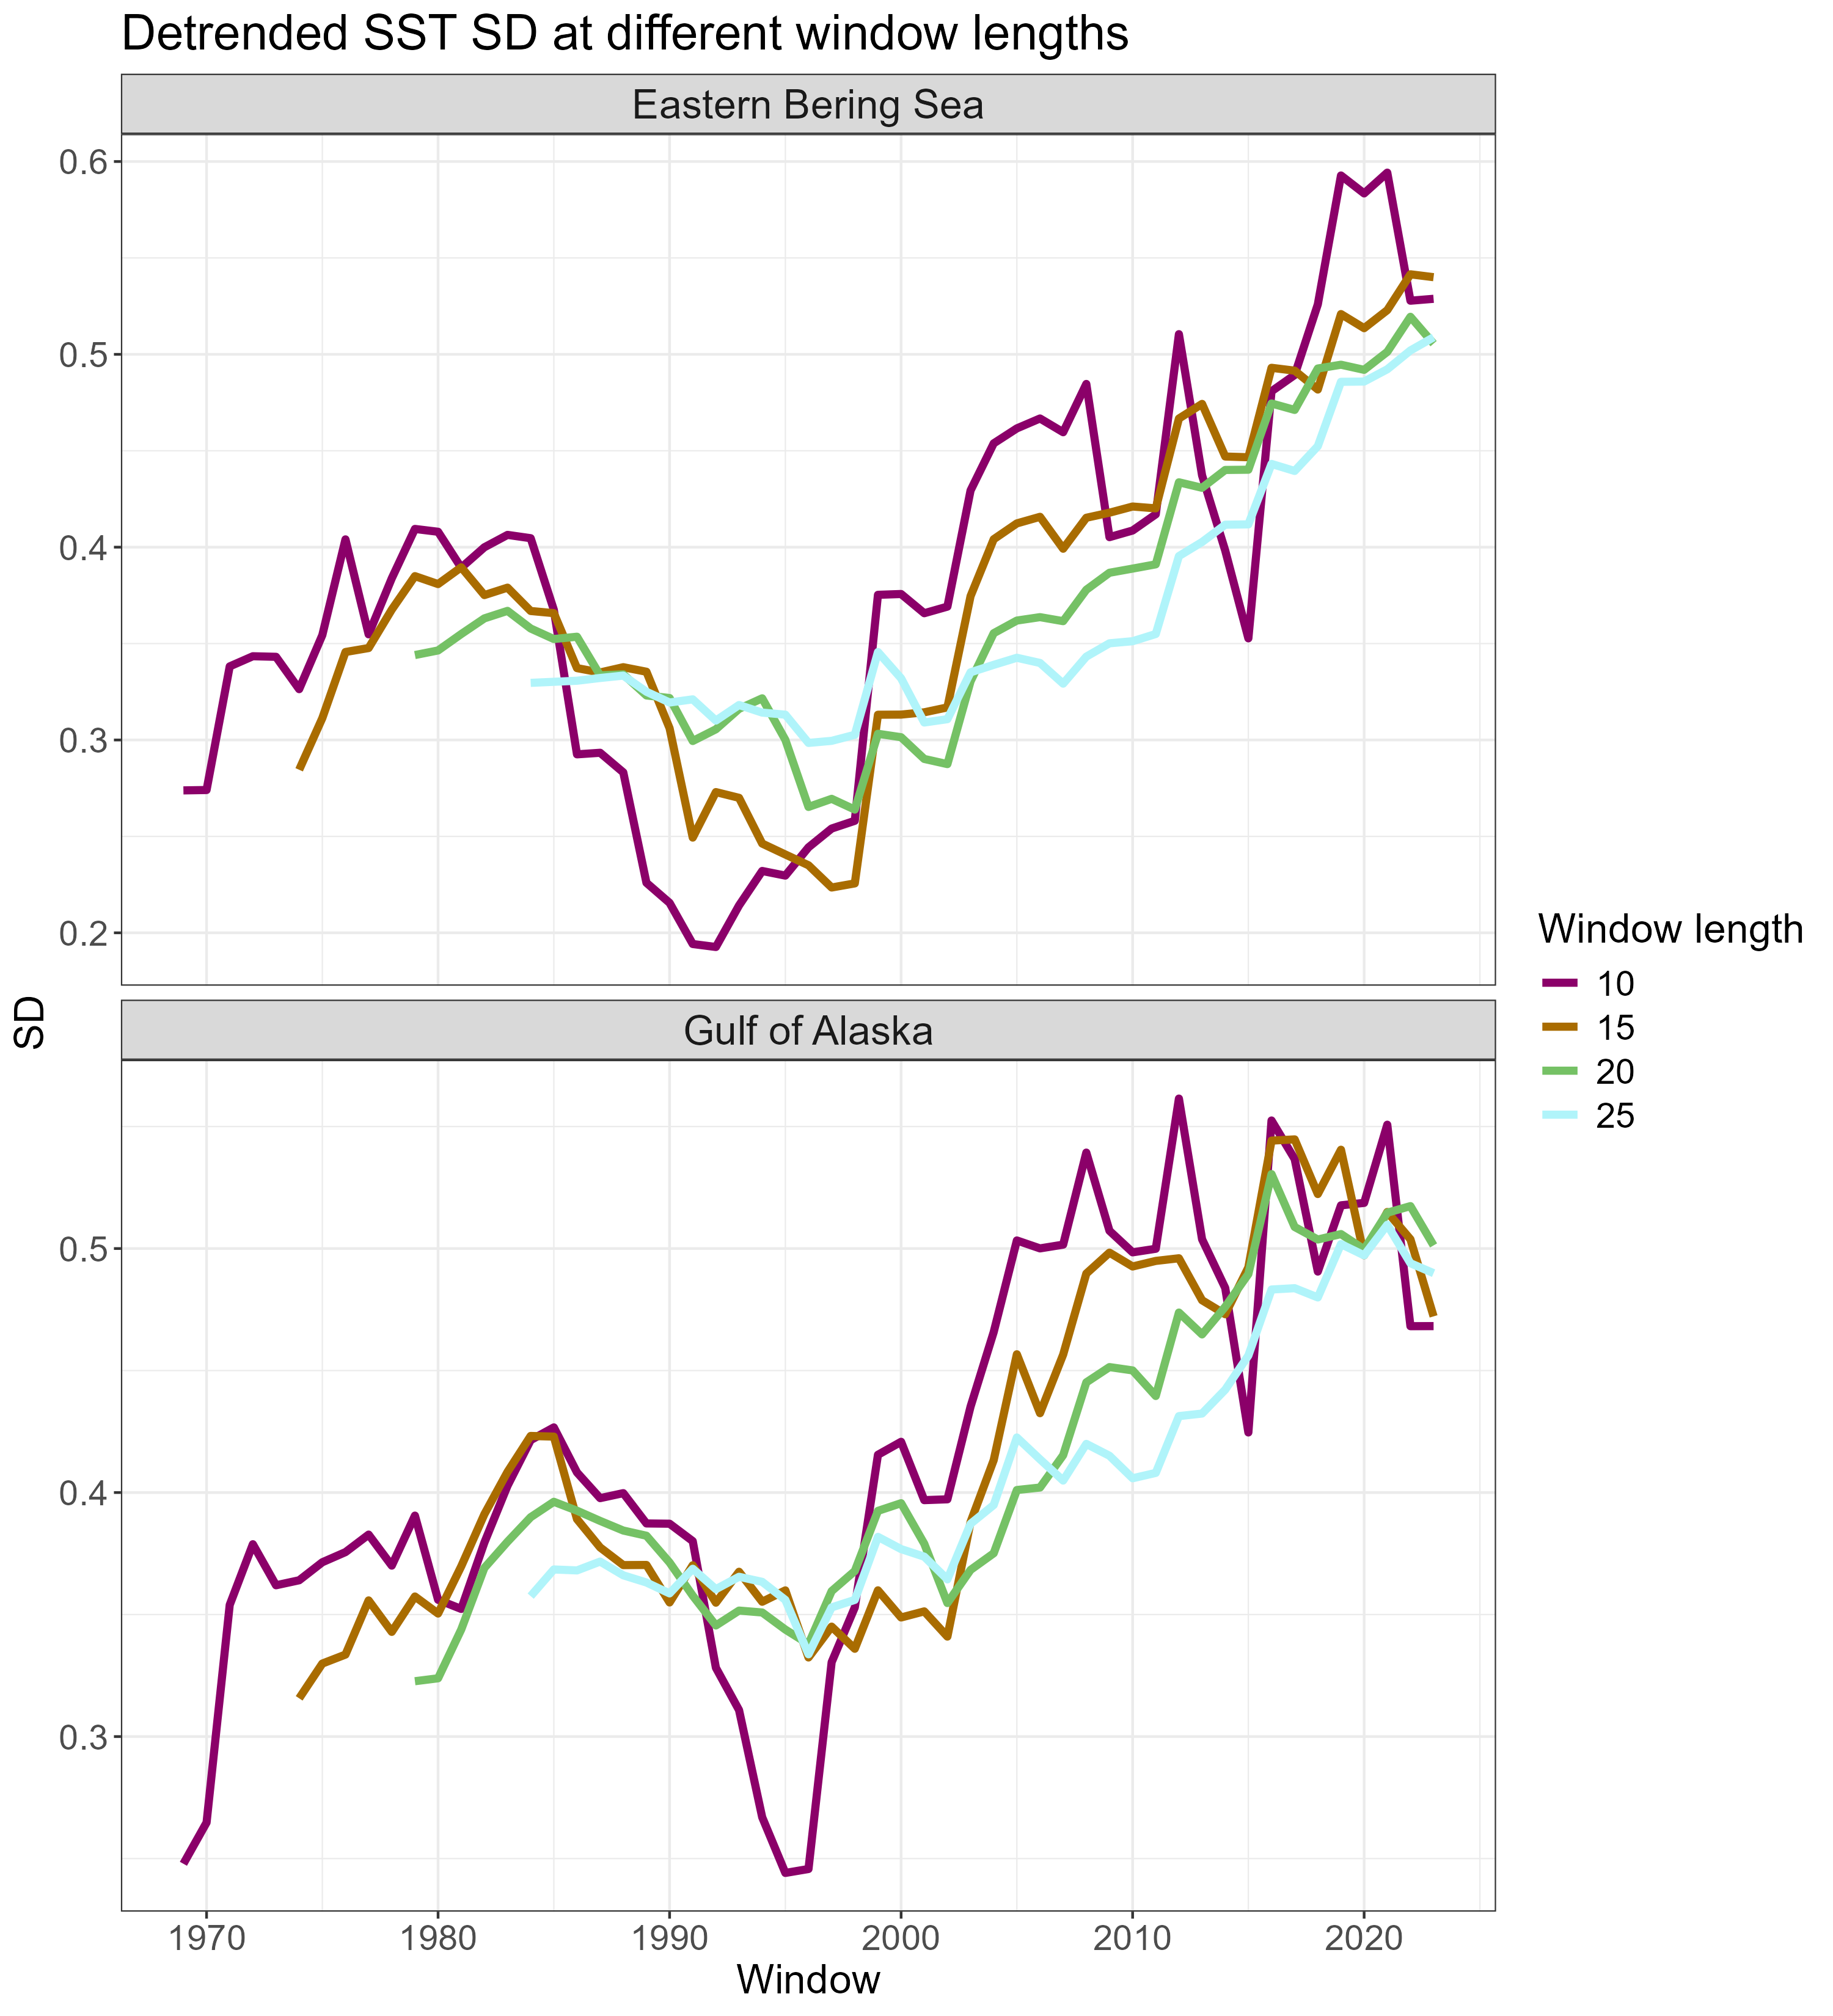 Detrended SST SD at different window lengths
Eastern Bering Sea
0.6
0.5
0.4
0.3
0.2
SD
Gulf of Alaska
0.5
0.4
0.3
1970 1980 1990 2000 2010 2020
Window
Window length
10
15
20
25